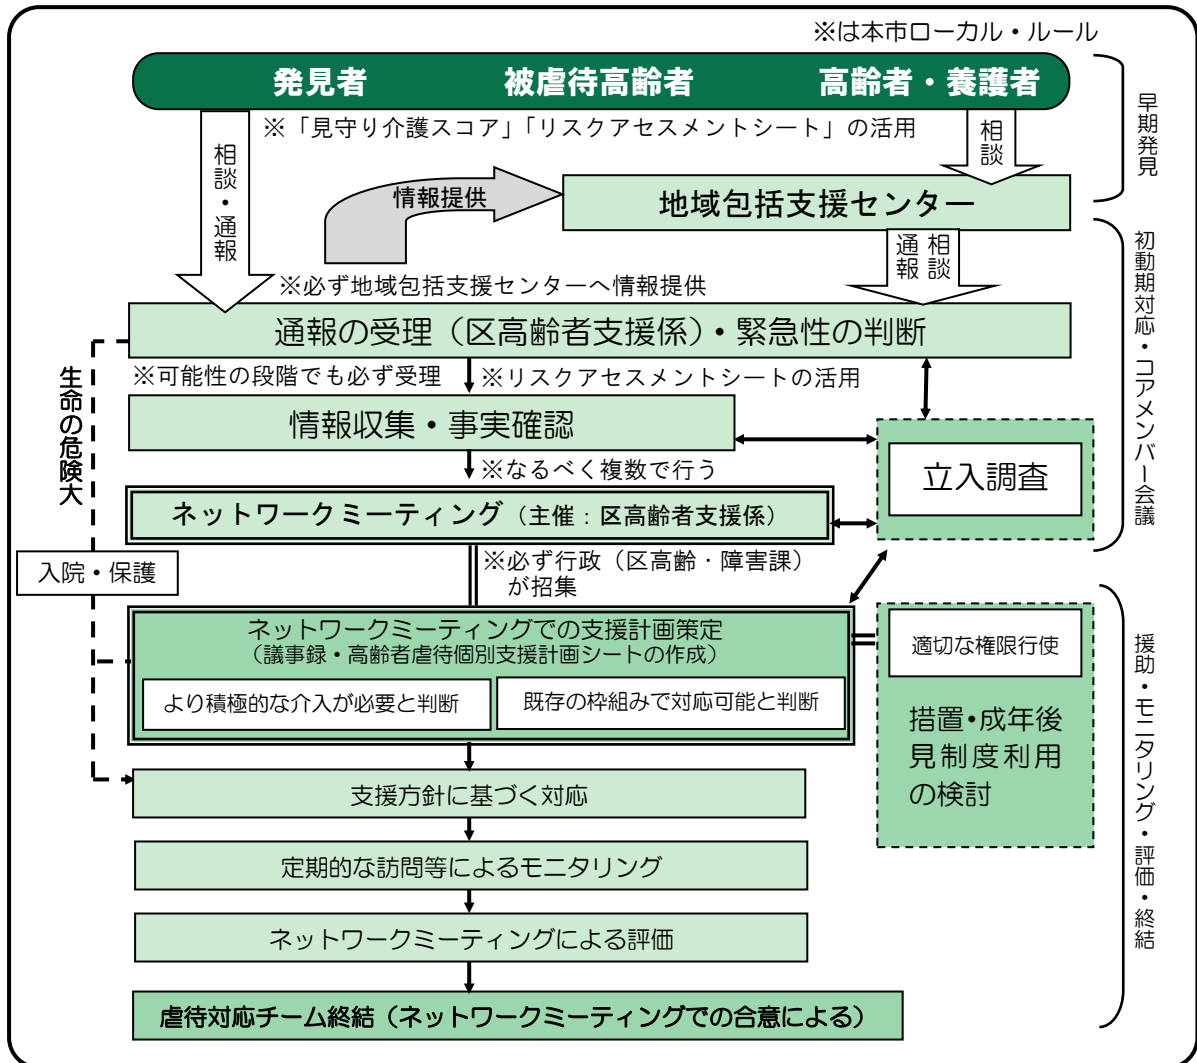 ※は本市ローカル・ルール
発見者 被虐待高齢者 高齢者・養護者
※「見守り介護スコア」「リスクアセスメントシート」の活用
相談・通報
相談
情報提供
地域包括支援センター
相談
通報
※必ず地域包括支援センターへ情報提供
通報の受理（区高齢者支援係）・緊急性の判断
※可能性の段階でも必ず受理
※リスクアセスメントシートの活用
情報収集・事実確認
※なるべく複数で行う
立入調査
ネットワークミーティング（主催：区高齢者支援係）
※必ず行政（区高齢・障害課）
が招集
生命の危険大
入院・保護
ネットワークミーティングでの支援計画策定
（議事録・高齢者虐待個別支援計画シートの作成）
より積極的な介入が必要と判断
既存の枠組みで対応可能と判断
適切な権限行使
措置・成年後
見制度利用
の検討
支援方針に基づく対応
定期的な訪問等によるモニタリング
ネットワークミーティングによる評価
虐待対応チーム終結（ネットワークミーティングでの合意による）
早期発見
初動期対応・コアメンバー会議
援助・モニタリング・評価・終結